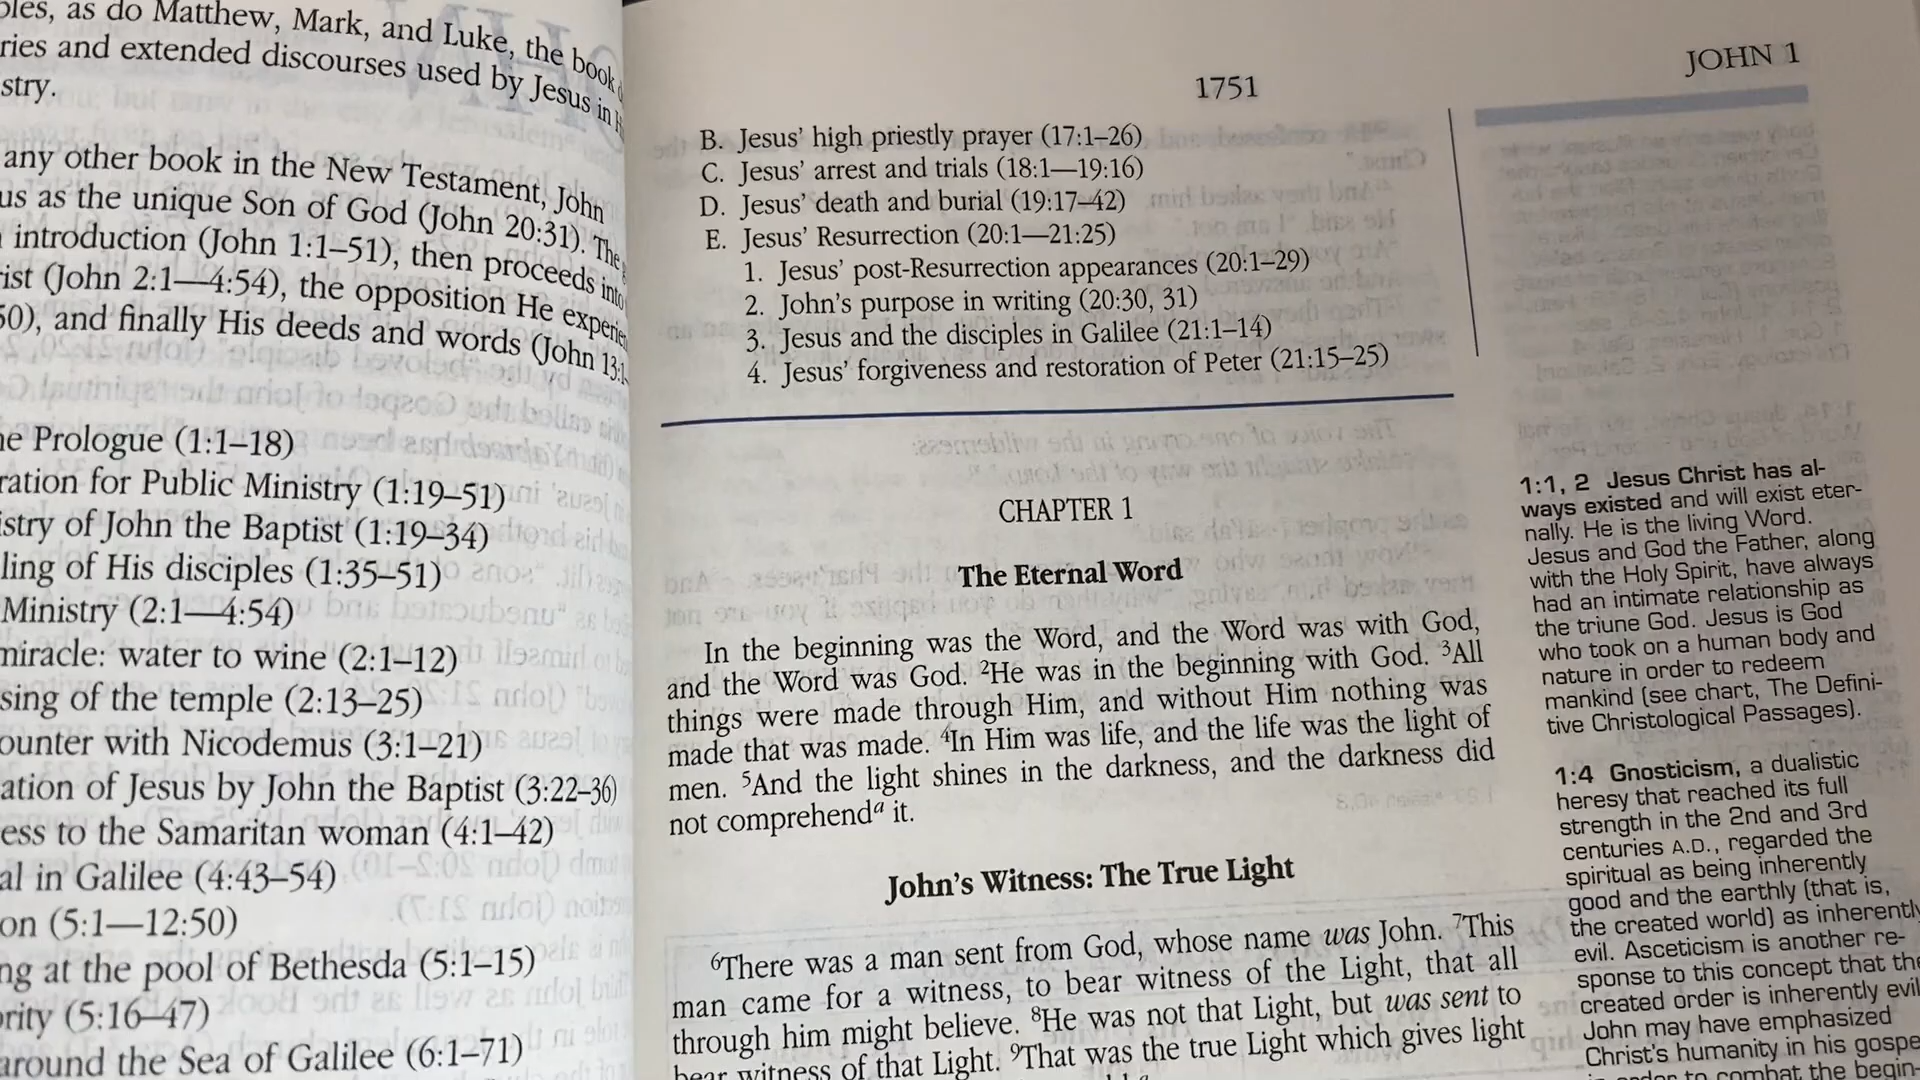 ples, as do Matthew, Mark, and Luke, the book
ries and extended discourses used by Jesus in
stry.
any other book in the New Testament, John
us as the unique Son of God (John 20:31). The
introduction (John 1:1–51), then proceeds into
rist (John 2:1—4:54), the opposition He experie
50), and finally His deeds and words (John 13:1
he Prologue (1:1–18)
ration for Public Ministry (1:19–51)
istry of John the Baptist (1:19–34)
ling of His disciples (1:35–51)
Ministry (2:1—4:54)
miracle: water to wine (2:1–12)
sing of the temple (2:13–25)
ounter with Nicodemus (3:1–21)
ation of Jesus by John the Baptist (3:22–36)
ess to the Samaritan woman (4:1–42)
al in Galilee (4:43–54)
on (5:1—12:50)
ng at the pool of Bethesda (5:1–15)
ority (5:16–47)
around the Sea of Galilee (6:1–71)
1751
JOHN 1
B. Jesus’ high priestly prayer (17:1–26)
C. Jesus’ arrest and trials (18:1—19:16)
D. Jesus’ death and burial (19:17–42)
E. Jesus’ Resurrection (20:1—21:25)
1. Jesus’ post-Resurrection appearances (20:1–29)
2. John’s purpose in writing (20:30, 31)
3. Jesus and the disciples in Galilee (21:1–14)
4. Jesus’ forgiveness and restoration of Peter (21:15–25)
CHAPTER 1
The Eternal Word
In the beginning was the Word, and the Word was with God,
and the Word was God. ²He was in the beginning with God. ³All
things were made through Him, and without Him nothing was
made that was made. ⁴In Him was life, and the life was the light of
men. ⁵And the light shines in the darkness, and the darkness did
not comprehendᵃ it.
John’s Witness: The True Light
⁶There was a man sent from God, whose name was John. ⁷This
man came for a witness, to bear witness of the Light, that all
through him might believe. ⁸He was not that Light, but was sent to
bear witness of that Light. ⁹That was the true Light which gives light
1:1, 2 Jesus Christ has al-
ways existed and will exist eter-
nally. He is the living Word.
Jesus and God the Father, along
with the Holy Spirit, have always
had an intimate relationship as
the triune God. Jesus is God
who took on a human body and
nature in order to redeem
mankind (see chart, The Defini-
tive Christological Passages).
1:4 Gnosticism, a dualistic
heresy that reached its full
strength in the 2nd and 3rd
centuries A.D., regarded the
spiritual as being inherently
good and the earthly (that is,
the created world) as inherently
evil. Asceticism is another re-
sponse to this concept that the
created order is inherently evil
John may have emphasized
Christ’s humanity in his gospe
in order to combat the begin-